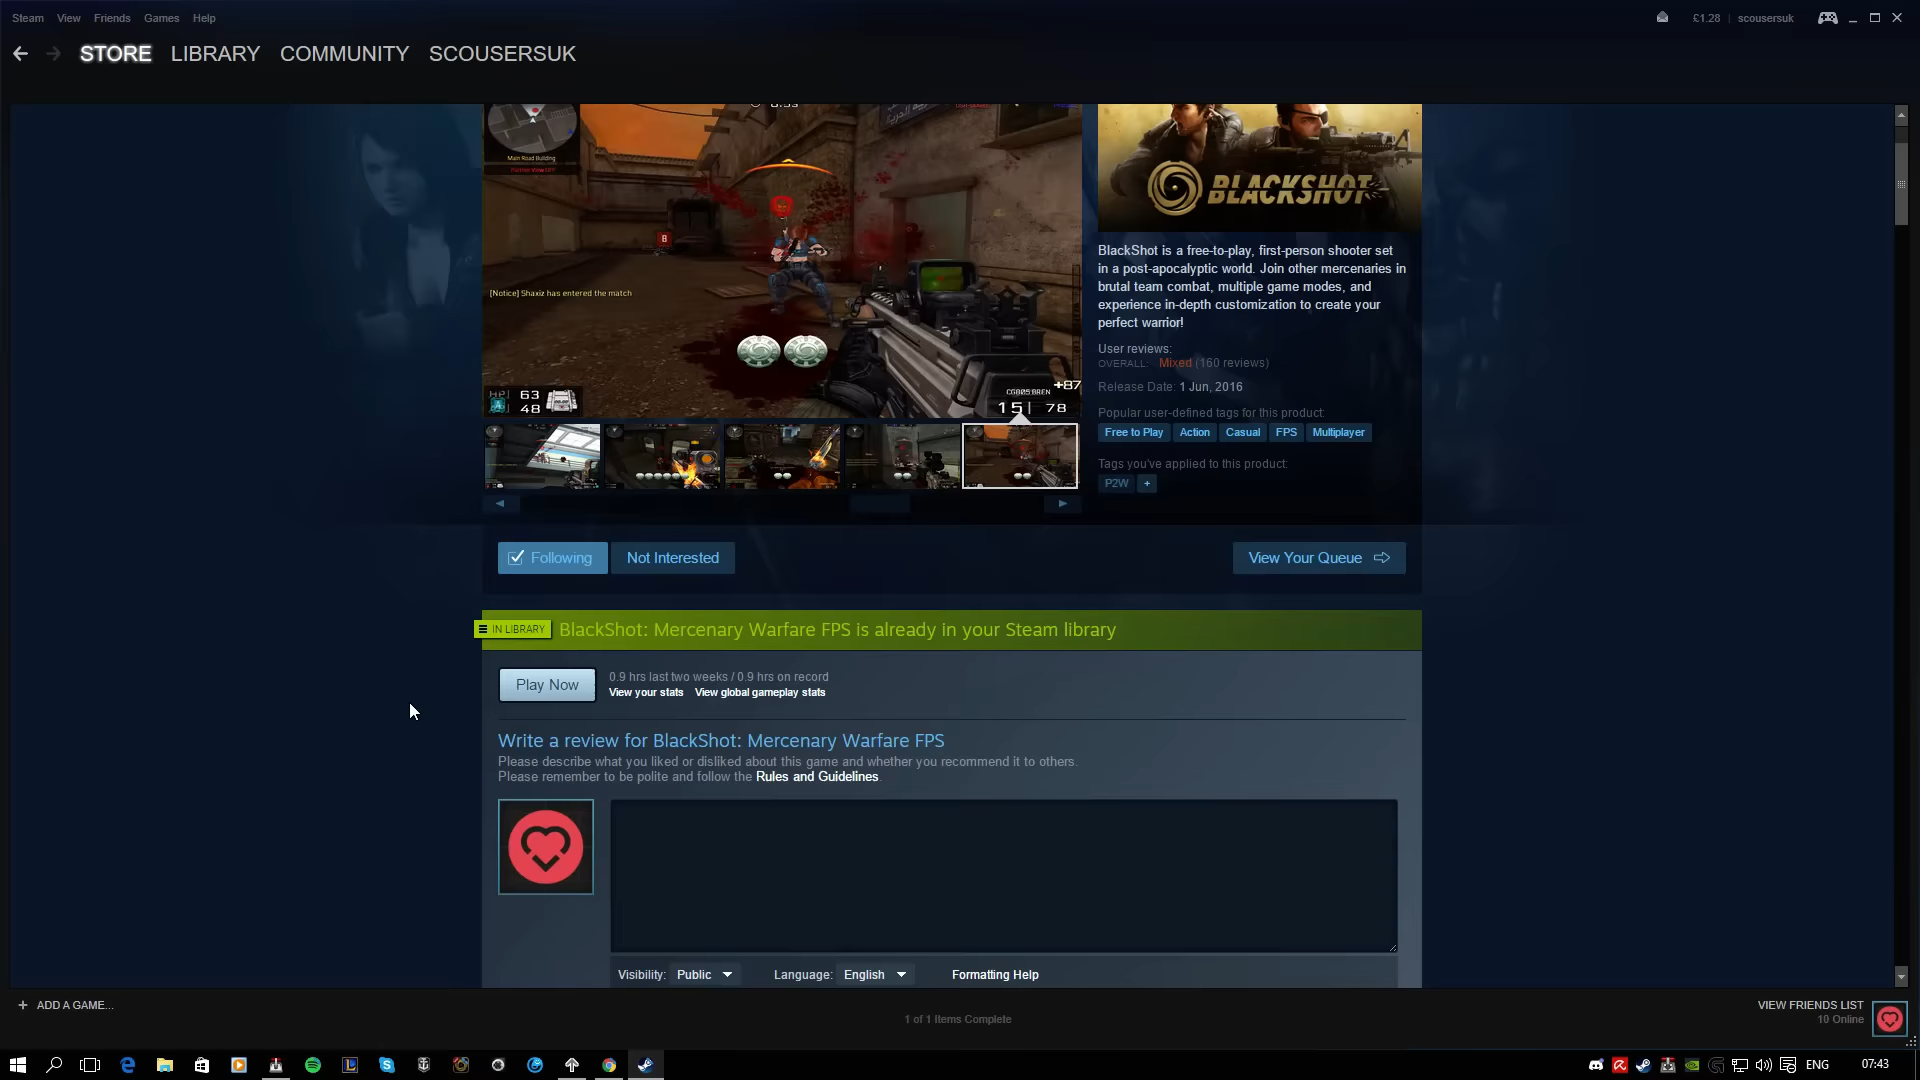 Steam View Friends Games Help
£1.28 | scousersuk
STORE LIBRARY COMMUNITY SCOUSERSUK
Main Road Building
[Notice] Shaxiz has entered the match
B
HP 63
48
CG805 BREN +87
15| 78
BLACKSHOT
BlackShot is a free-to-play, first-person shooter set
in a post-apocalyptic world. Join other mercenaries in
brutal team combat, multiple game modes, and
experience in-depth customization to create your
perfect warrior!
User reviews:
OVERALL: Mixed (160 reviews)
Release Date: 1 Jun, 2016
Popular user-defined tags for this product:
Free to Play Action Casual FPS Multiplayer
Tags you've applied to this product:
P2W +
Following Not Interested View Your Queue
IN LIBRARY BlackShot: Mercenary Warfare FPS is already in your Steam library
Play Now
0.9 hrs last two weeks / 0.9 hrs on record
View your stats View global gameplay stats
Write a review for BlackShot: Mercenary Warfare FPS
Please describe what you liked or disliked about this game and whether you recommend it to others.
Please remember to be polite and follow the Rules and Guidelines
Visibility: Public Language: English Formatting Help
+ ADD A GAME...
1 of 1 Items Complete
VIEW FRIENDS LIST
10 Online
ENG 07:43